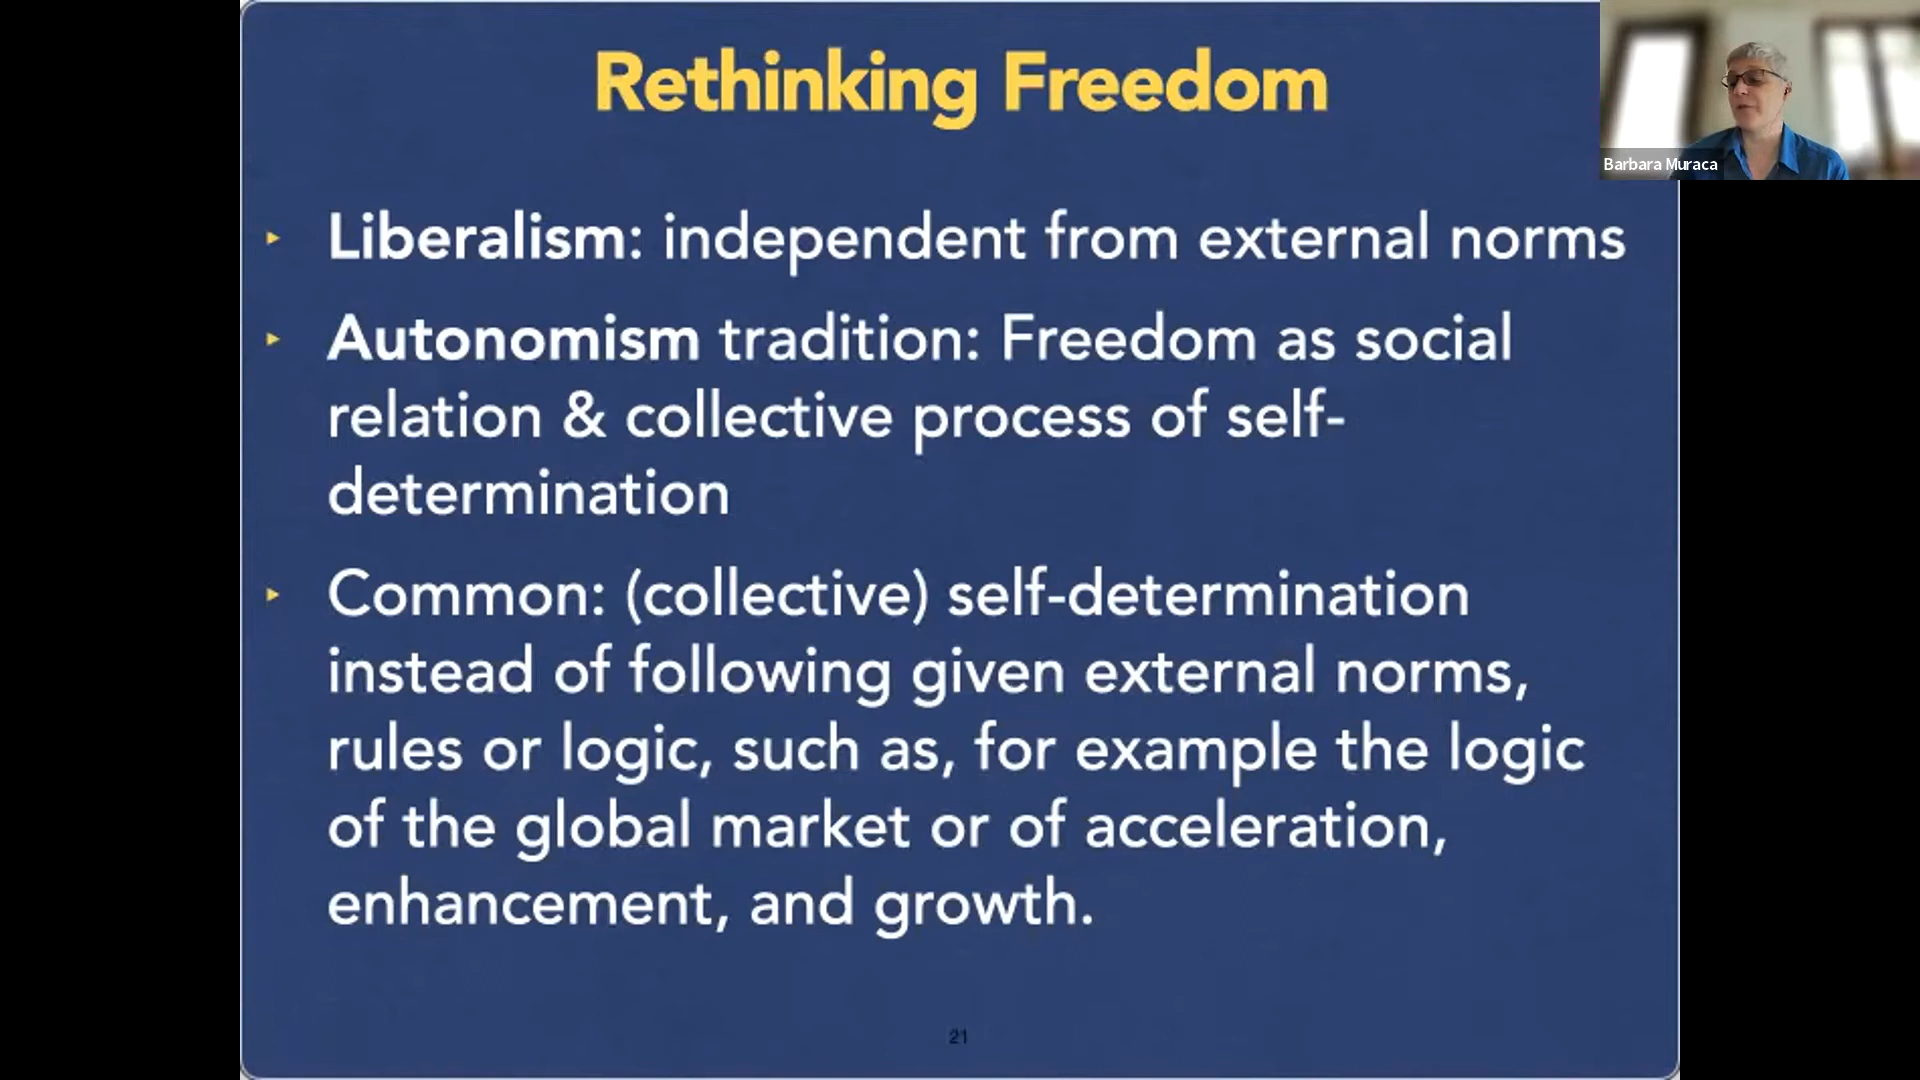 Rethinking Freedom
Barbara Muraca
Liberalism: independent from external norms
Autonomism tradition: Freedom as social
relation & collective process of self-
determination
Common: (collective) self-determination
instead of following given external norms,
rules or logic, such as, for example the logic
of the global market or of acceleration,
enhancement, and growth.
21